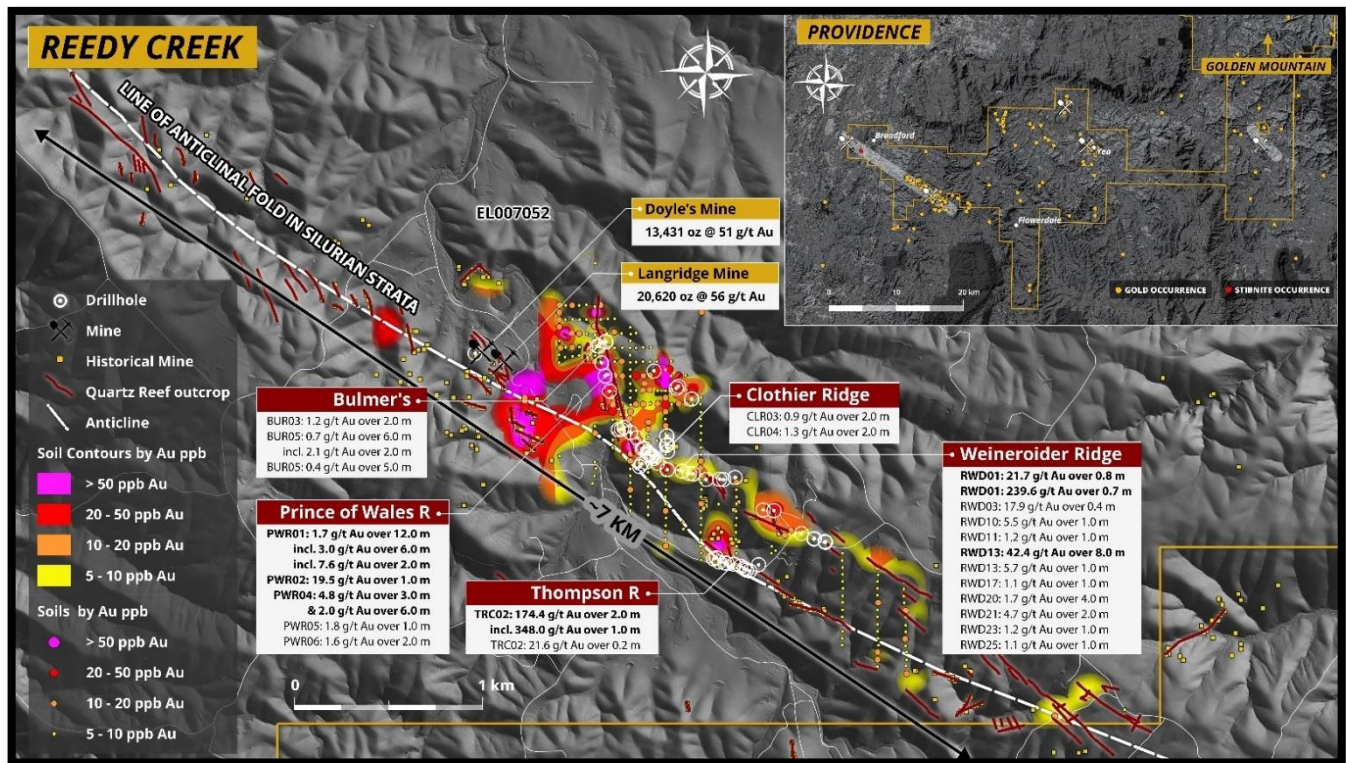 REEDY CREEK
LINE OF ANTICLINAL FOLD IN SILURIAN STRATA
EL007052
Doyle's Mine
13,431 oz @ 51 g/t Au
Langridge Mine
20,620 oz @ 56 g/t Au
PROVIDENCE
GOLDEN MOUNTAIN
Broadford
Yea
Flowerdale
0 10 20 km
GOLD OCCURRENCE
STIBNITE OCCURRENCE
Drillhole
Mine
Historical Mine
Quartz Reef outcrop
Anticline
Soil Contours by Au ppb
> 50 ppb Au
20 - 50 ppb Au
10 - 20 ppb Au
5 - 10 ppb Au
Soils by Au ppb
> 50 ppb Au
20 - 50 ppb Au
10 - 20 ppb Au
5 - 10 ppb Au
Bulmer's
BUR03: 1.2 g/t Au over 2.0 m
BUR05: 0.7 g/t Au over 6.0 m
incl. 2.1 g/t Au over 2.0 m
BUR05: 0.4 g/t Au over 5.0 m
Prince of Wales R
PWR01: 1.7 g/t Au over 12.0 m
incl. 3.0 g/t Au over 6.0 m
incl. 7.6 g/t Au over 2.0 m
PWR02: 19.5 g/t Au over 1.0 m
PWR04: 4.8 g/t Au over 3.0 m
& 2.0 g/t Au over 6.0 m
PWR05: 1.8 g/t Au over 1.0 m
PWR06: 1.6 g/t Au over 2.0 m
~7 KM
Thompson R
TRC02: 174.4 g/t Au over 2.0 m
incl. 348.0 g/t Au over 1.0 m
TRC02: 21.6 g/t Au over 0.2 m
Clothier Ridge
CLR03: 0.9 g/t Au over 2.0 m
CLR04: 1.3 g/t Au over 2.0 m
Weineroider Ridge
RWD01: 21.7 g/t Au over 0.8 m
RWD01: 239.6 g/t Au over 0.7 m
RWD03: 17.9 g/t Au over 0.4 m
RWD10: 5.5 g/t Au over 1.0 m
RWD11: 1.2 g/t Au over 1.0 m
RWD13: 42.4 g/t Au over 8.0 m
RWD13: 5.7 g/t Au over 1.0 m
RWD17: 1.1 g/t Au over 1.0 m
RWD20: 1.7 g/t Au over 4.0 m
RWD21: 4.7 g/t Au over 2.0 m
RWD23: 1.2 g/t Au over 1.0 m
RWD25: 1.1 g/t Au over 1.0 m
0 1 km